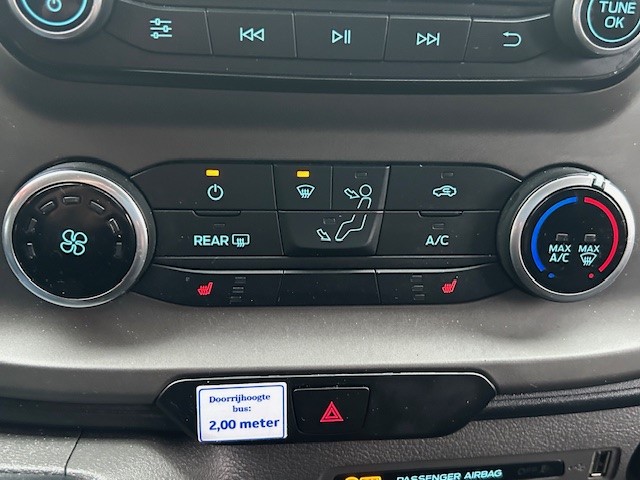 TUNE
OK
REAR
A/C
MAX
A/C
MAX
Doorrijhoogte
bus:
2,00 meter
PASSENGER AIRBAG